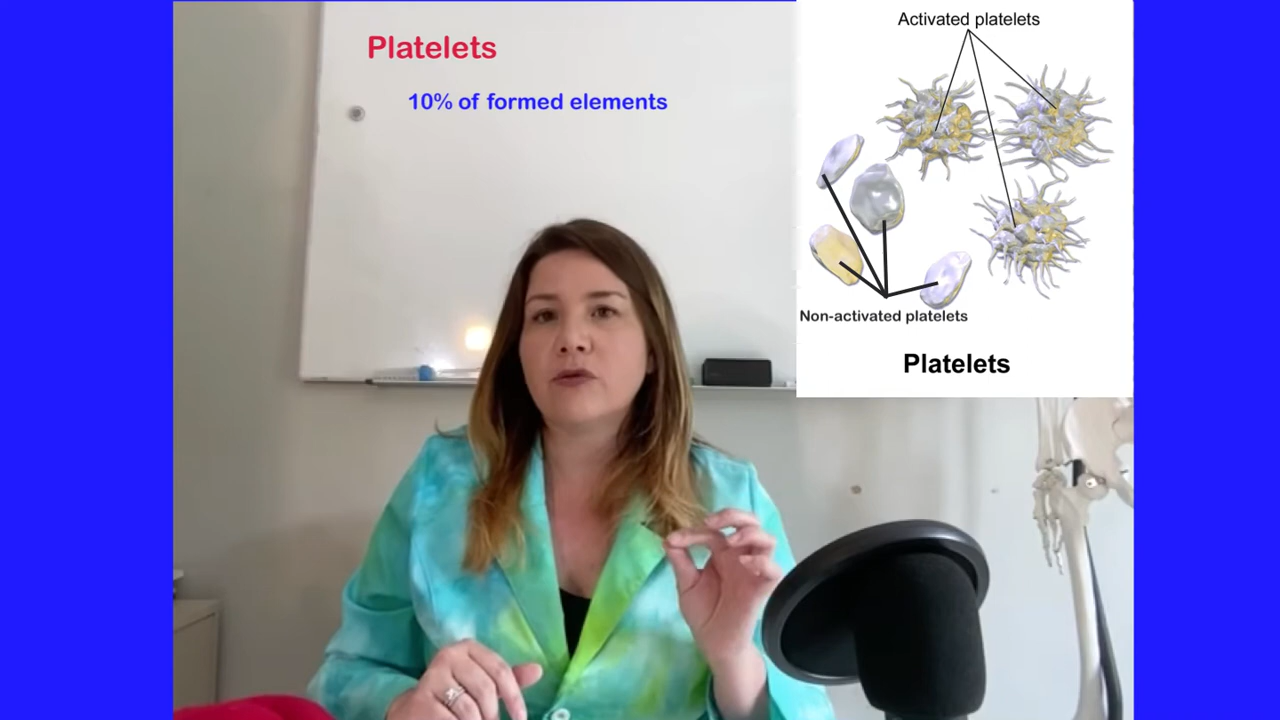 Platelets
10% of formed elements
Activated platelets
Non-activated platelets
Platelets